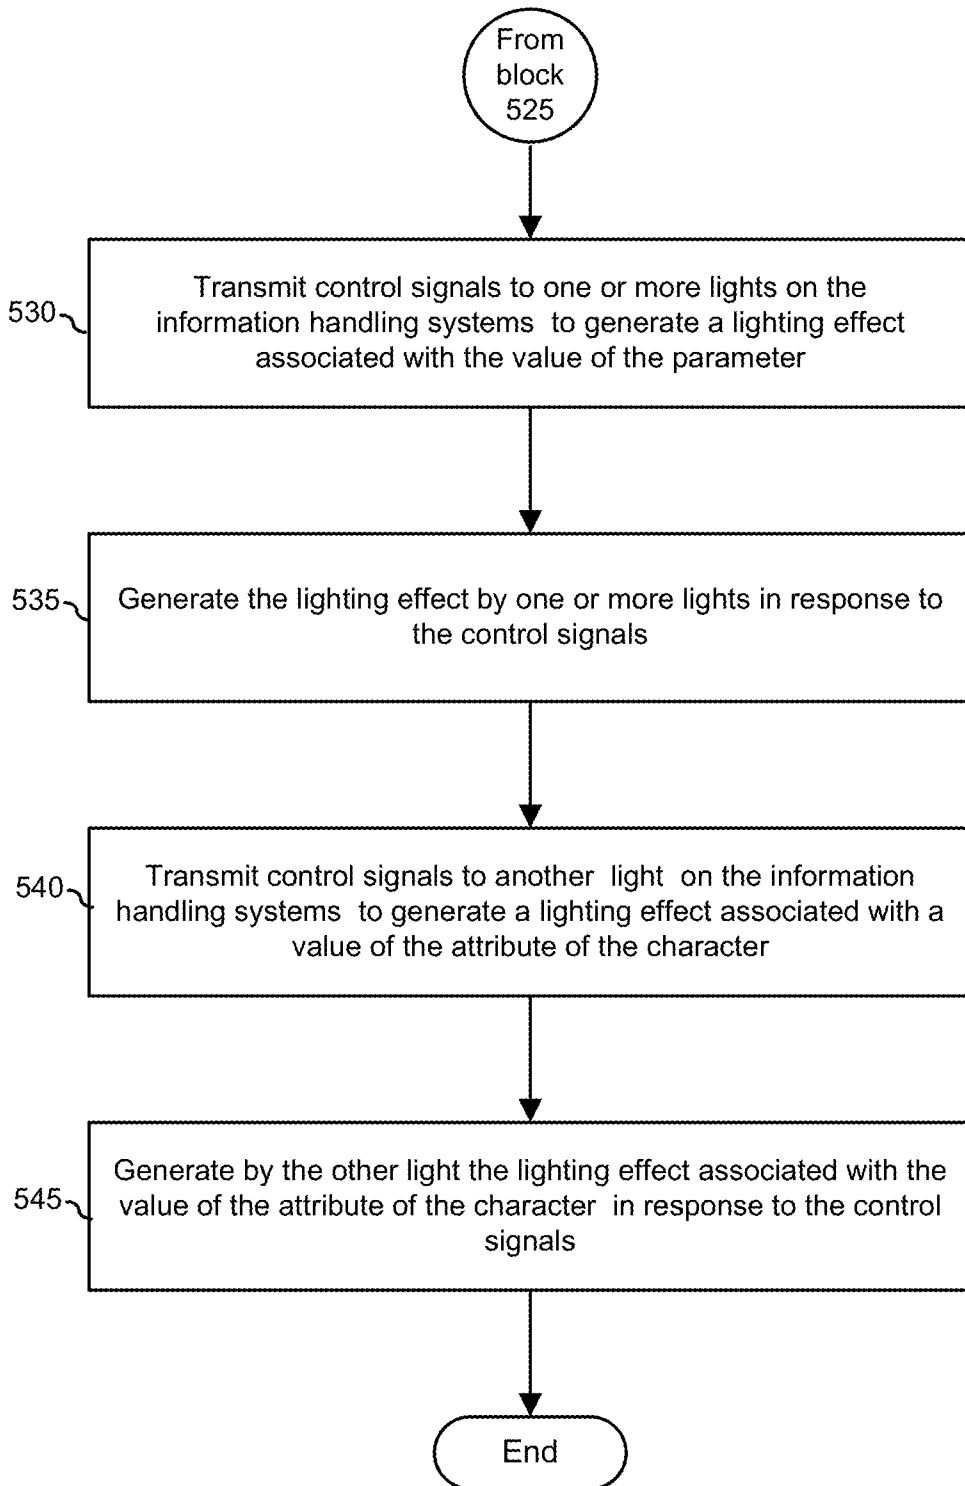 From
block
525
530
Transmit control signals to one or more lights on the
information handling systems to generate a lighting effect
associated with the value of the parameter
535
Generate the lighting effect by one or more lights in response to
the control signals
540
Transmit control signals to another light on the information
handling systems to generate a lighting effect associated with a
value of the attribute of the character
545
Generate by the other light the lighting effect associated with the
value of the attribute of the character in response to the control
signals
End